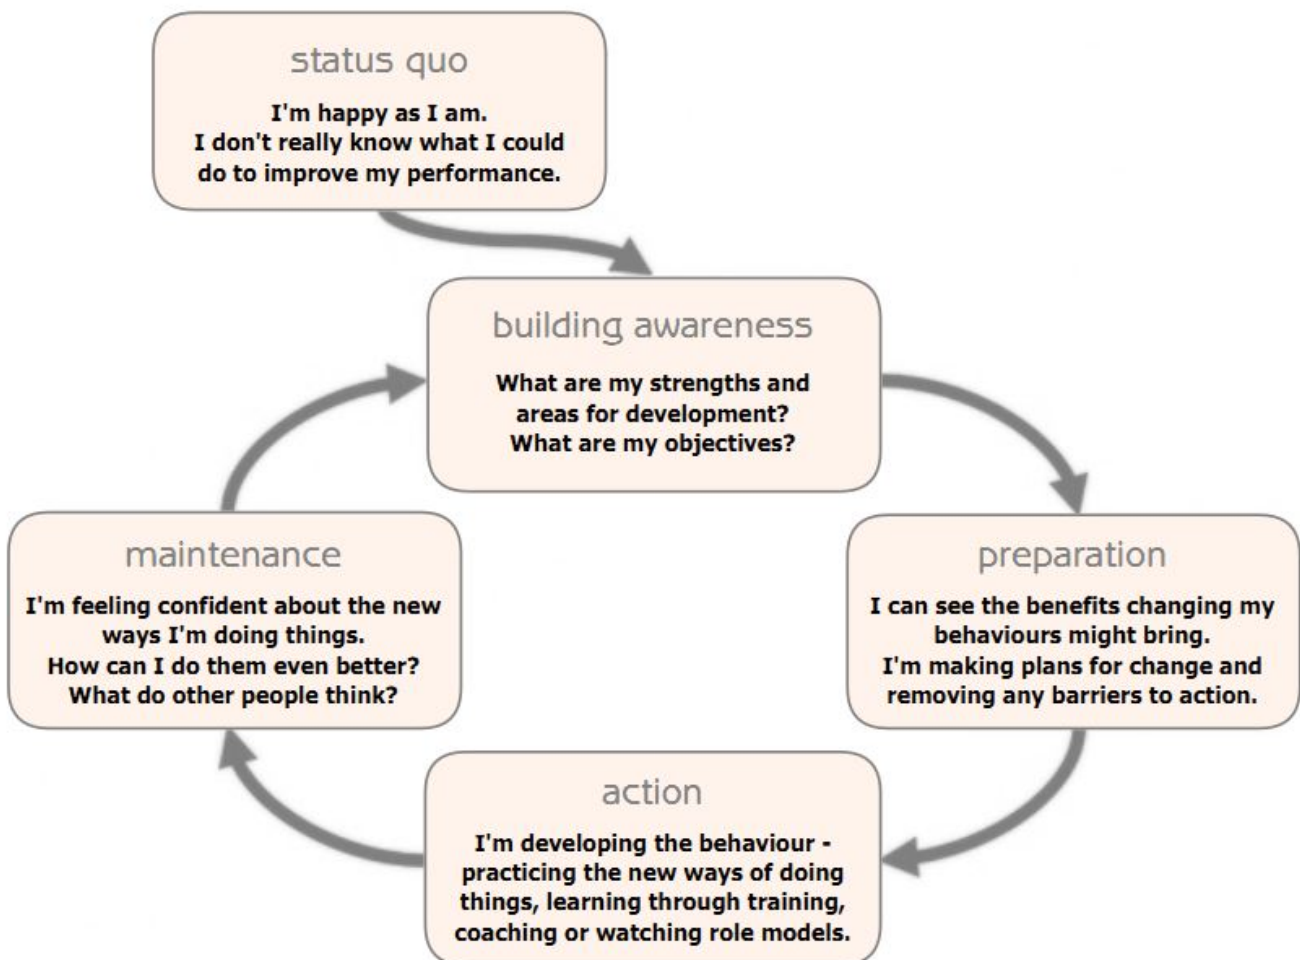 status quo
I'm happy as I am.
I don't really know what I could
do to improve my performance.
building awareness
What are my strengths and
areas for development?
What are my objectives?
maintenance
I'm feeling confident about the new
ways I'm doing things.
How can I do them even better?
What do other people think?
preparation
I can see the benefits changing my
behaviours might bring.
I'm making plans for change and
removing any barriers to action.
action
I'm developing the behaviour -
practicing the new ways of doing
things, learning through training,
coaching or watching role models.